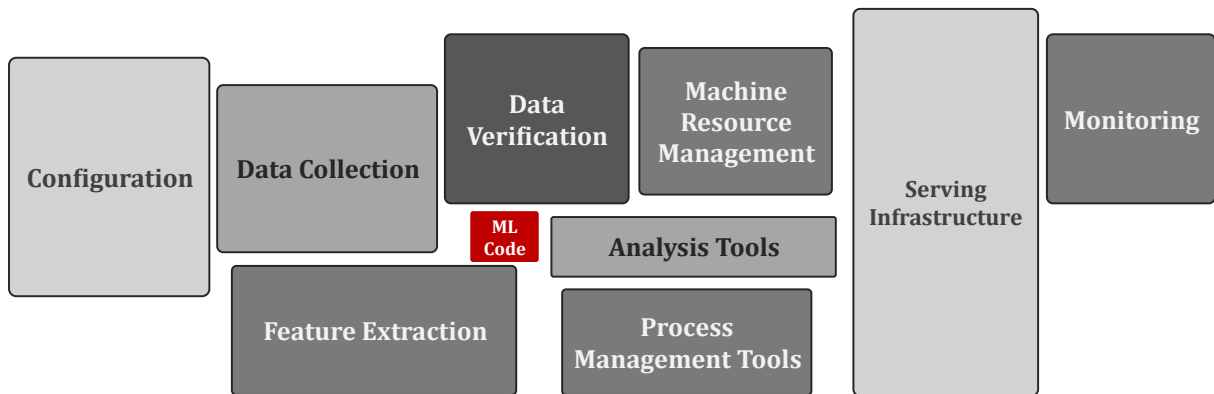 Configuration
Data Collection
Data
Verification
Machine
Resource
Management
Serving
Infrastructure
Monitoring
ML
Code
Analysis Tools
Feature Extraction
Process
Management Tools